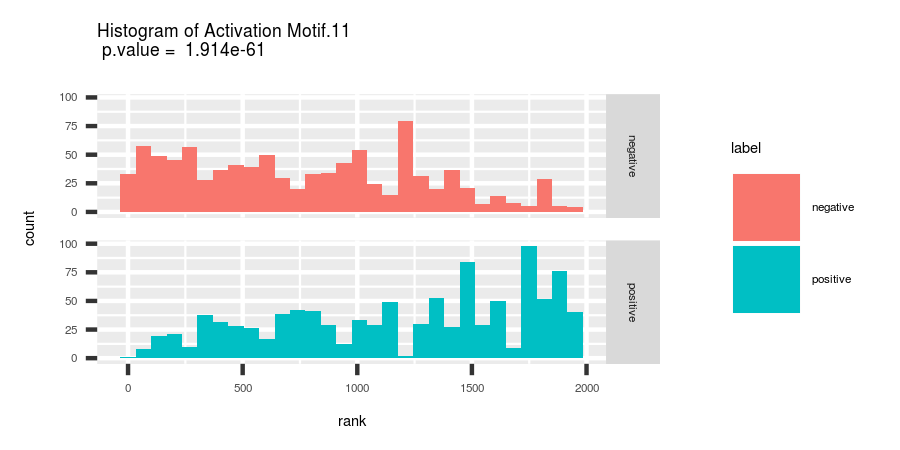 Histogram of Activation Motif.11
p.value =  1.914e-61
count
100
75
50
25
0
negative
100
75
50
25
0
positive
0 500 1000 1500 2000
rank
label
negative
positive